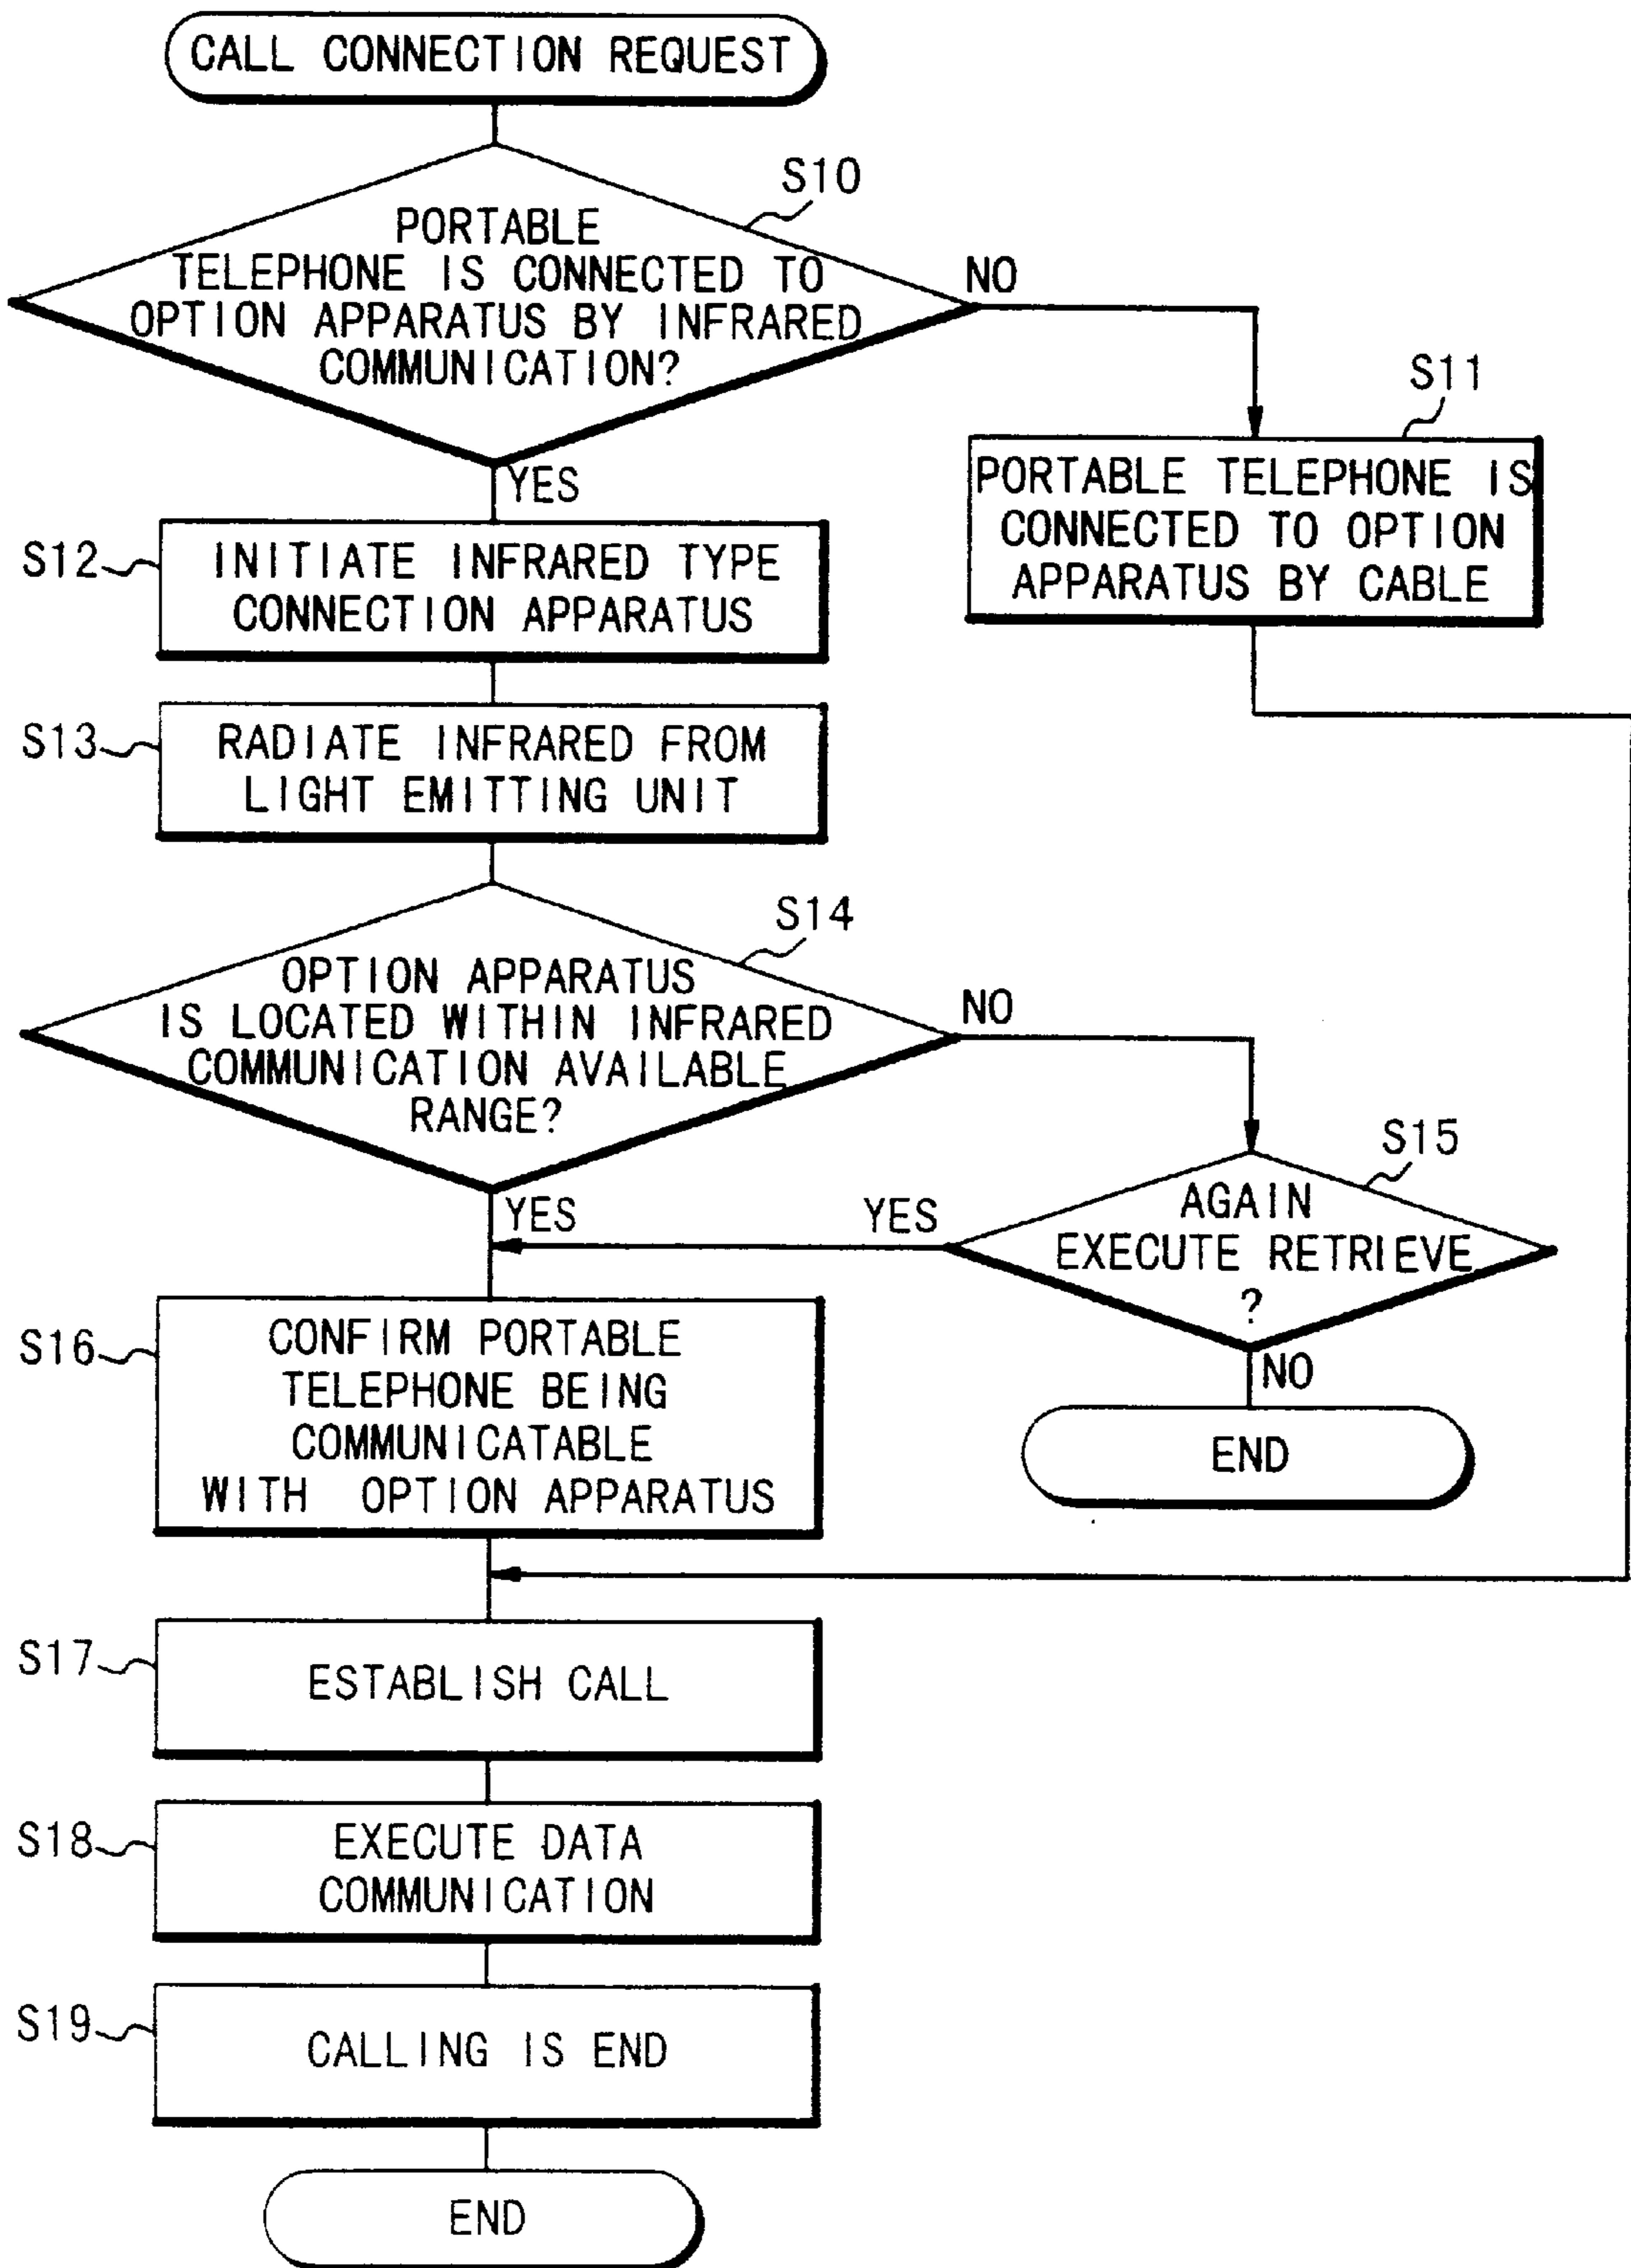 CALL CONNECTION REQUEST
S10
PORTABLE
TELEPHONE IS CONNECTED TO
OPTION APPARATUS BY INFRARED
COMMUNICATION?
NO
YES
S11
PORTABLE TELEPHONE IS
CONNECTED TO OPTION
APPARATUS BY CABLE
S12
INITIATE INFRARED TYPE
CONNECTION APPARATUS
S13
RADIATE INFRARED FROM
LIGHT EMITTING UNIT
S14
OPTION APPARATUS
IS LOCATED WITHIN INFRARED
COMMUNICATION AVAILABLE
RANGE?
NO
YES
S15
AGAIN
EXECUTE RETRIEVE
?
YES
NO
END
S16
CONFIRM PORTABLE
TELEPHONE BEING
COMMUNICATABLE
WITH OPTION APPARATUS
S17
ESTABLISH CALL
S18
EXECUTE DATA
COMMUNICATION
S19
CALLING IS END
END